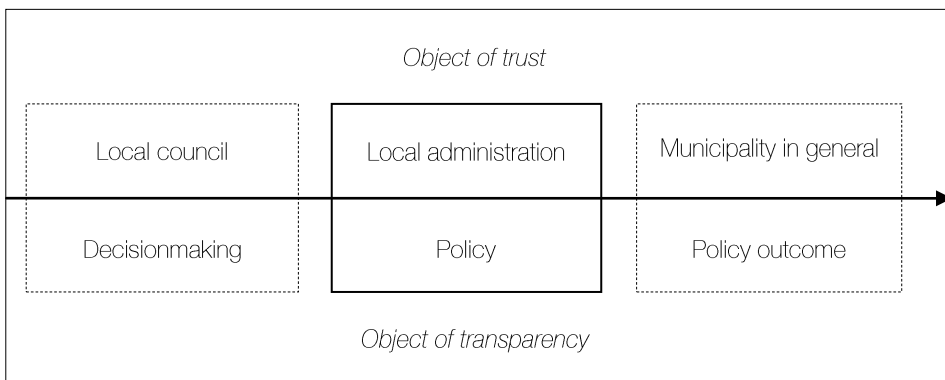 Object of trust
Local council
Local administration
Municipality in general
Decisionmaking
Policy
Policy outcome
Object of transparency